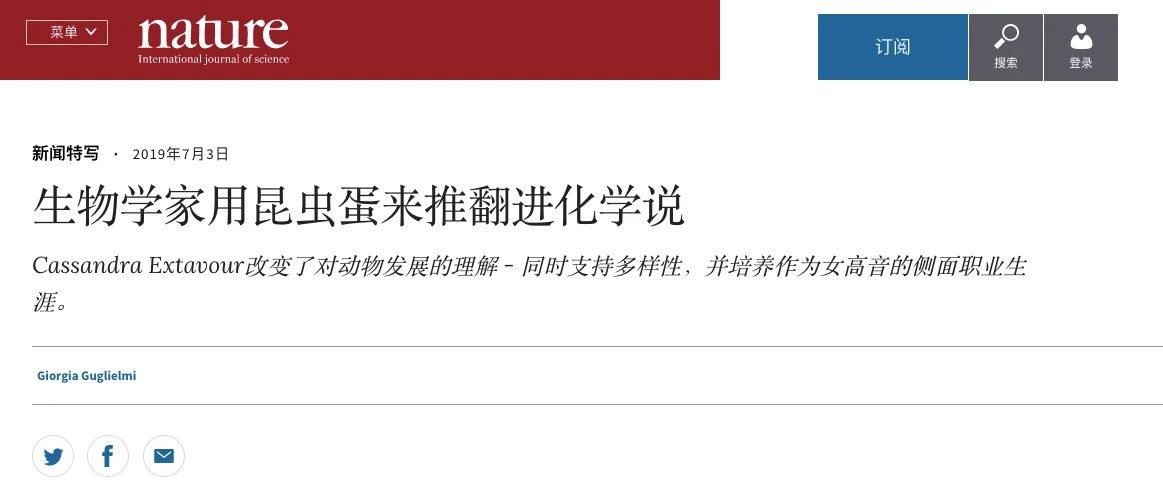 菜单
nature
International journal of science
订阅
搜索
登录
新闻特写 · 2019年7月3日
生物学家用昆虫蛋来推翻进化学说
Cassandra Extavour改变了对动物发展的理解 - 同时支持多样性，并培养作为女高音的侧面职业生
涯。
Giorgia Guglielmi